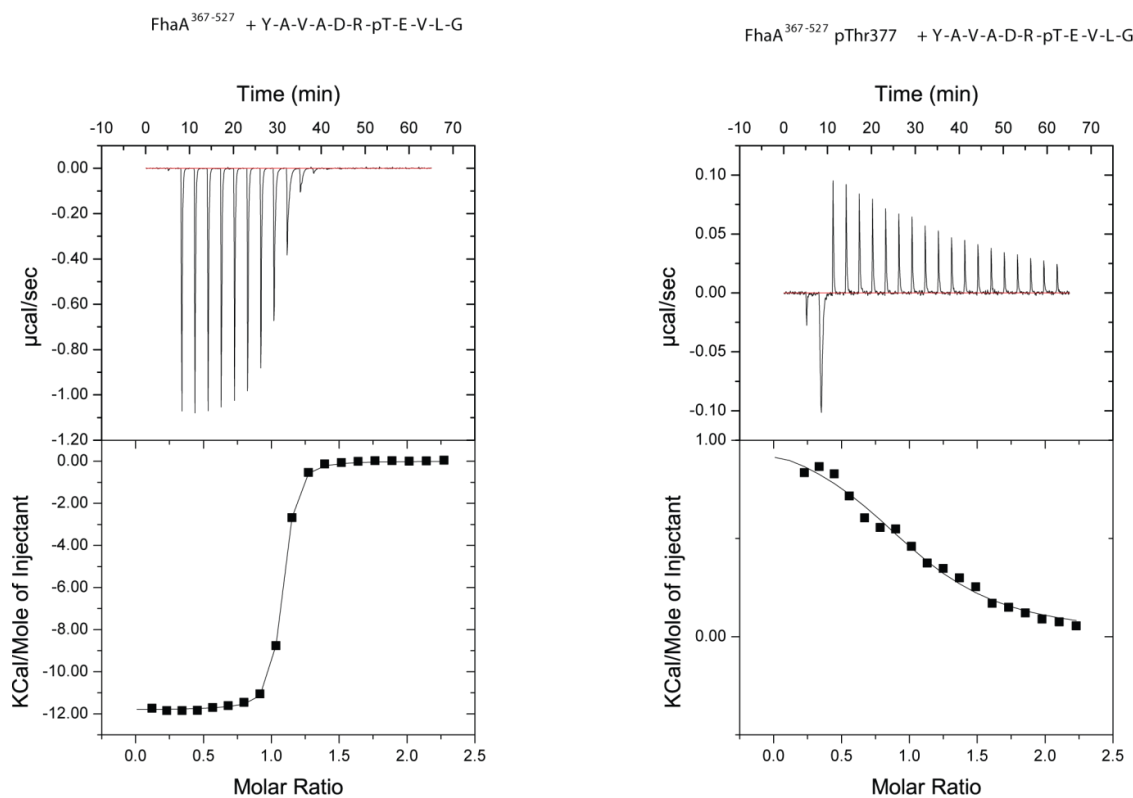 FhaA367-527 + Y-A-V-A-D-R-pT-E-V-L-G
Time (min)
-10 0 10 20 30 40 50 60 70
0.00
-0.20
-0.40
-0.60
-0.80
-1.00
-1.20
µcal/sec
0.00
-2.00
-4.00
-6.00
-8.00
-10.00
-12.00
KCal/Mole of Injectant
0.0 0.5 1.0 1.5 2.0 2.5
Molar Ratio
FhaA367-527 pThr377 + Y-A-V-A-D-R-pT-E-V-L-G
Time (min)
-10 0 10 20 30 40 50 60 70
0.10
0.05
0.00
-0.05
-0.10
µcal/sec
1.00
0.00
KCal/Mole of Injectant
0.0 0.5 1.0 1.5 2.0 2.5
Molar Ratio